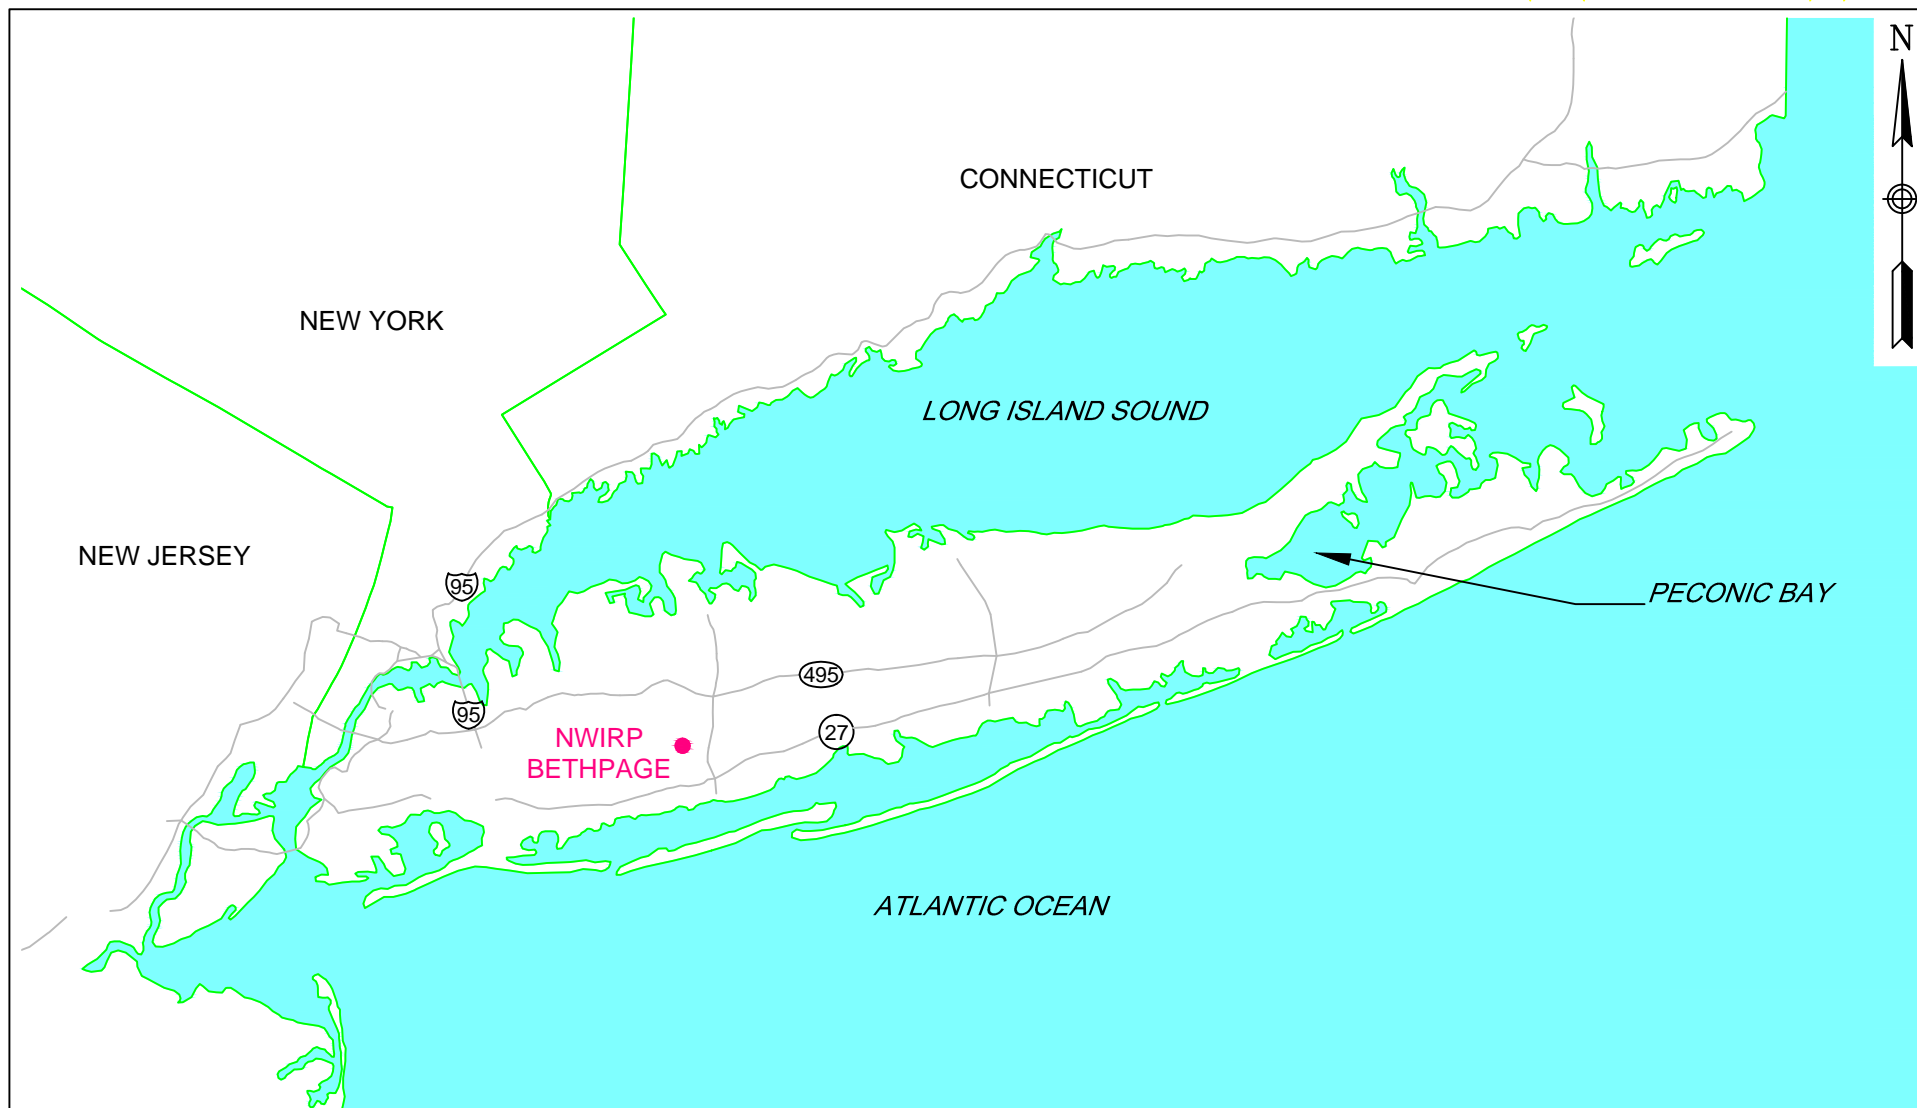 N
CONNECTICUT
NEW YORK
LONG ISLAND SOUND
NEW JERSEY
95
PECONIC BAY
495
95
27
NWIRP
BETHPAGE
ATLANTIC OCEAN